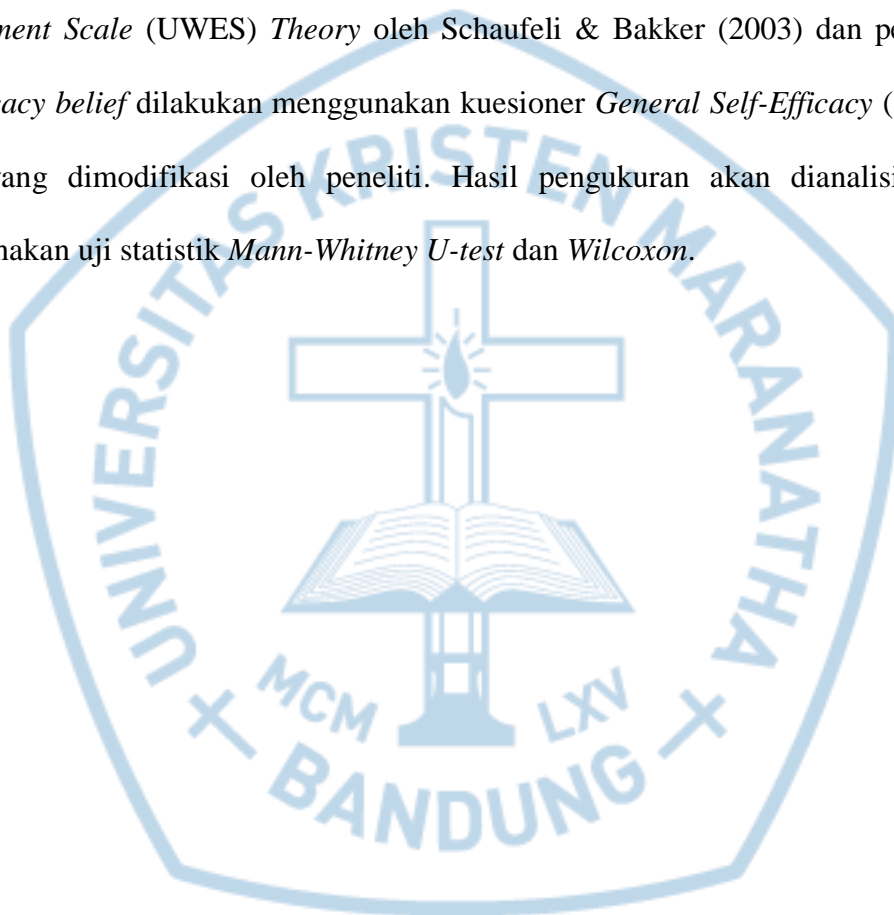 ment Scale (UWES) Theory oleh Schaufeli & Bakker (2003) dan pe
cacy belief dilakukan menggunakan kuesioner General Self-Efficacy (
yang dimodifikasi oleh peneliti. Hasil pengukuran akan dianalisi
nakan uji statistik Mann-Whitney U-test dan Wilcoxon.
UNIVERSITAS KRISTEN MARANATHA
MCM LXV
BANDUNG